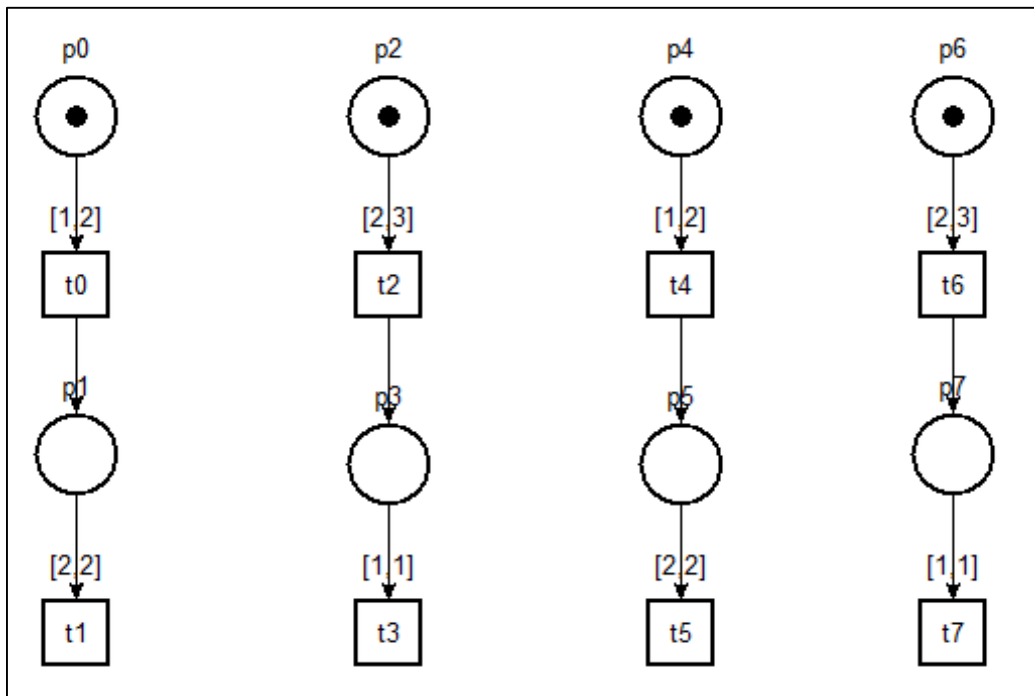 p0 p2 p4 p6
[1,2] [2,3] [1,2] [2,3]
t0 t2 t4 t6
p1 p3 p5 p7
[2,2] [1,1] [2,2] [1,1]
t1 t3 t5 t7